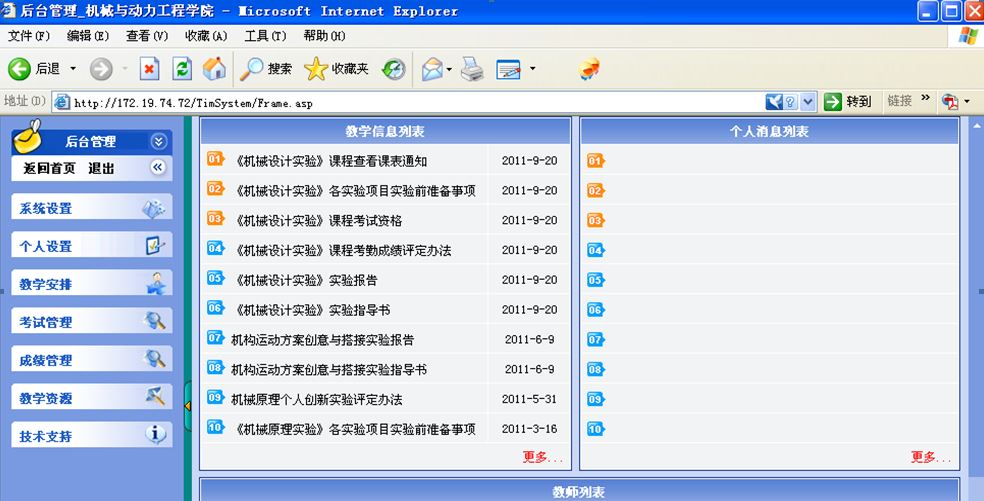 后台管理_机械与动力工程学院 - Microsoft Internet Explorer
文件(F) 编辑(E) 查看(V) 收藏(A) 工具(T) 帮助(H)
后退 搜索 收藏夹
地址(D) http://172.19.74.72/TimSystem/Frame.asp 转到 链接 »
后台管理
返回首页 退出
系统设置
个人设置
教学安排
考试管理
成绩管理
教学资源
技术支持
教学信息列表
01 《机械设计实验》课程查看课表通知 2011-9-20
02 《机械设计实验》各实验项目实验前准备事项 2011-9-20
03 《机械设计实验》课程考试资格 2011-9-20
04 《机械设计实验》课程考勤成绩评定办法 2011-9-20
05 《机械设计实验》实验报告 2011-9-20
06 《机械设计实验》实验指导书 2011-9-20
07 机构运动方案创意与搭接实验报告 2011-6-9
08 机构运动方案创意与搭接实验指导书 2011-6-9
09 机械原理个人创新实验评定办法 2011-5-31
10 《机械原理实验》各实验项目实验前准备事项 2011-3-16
更多...
个人消息列表
01
02
03
04
05
06
07
08
09
10
更多...
教师列表